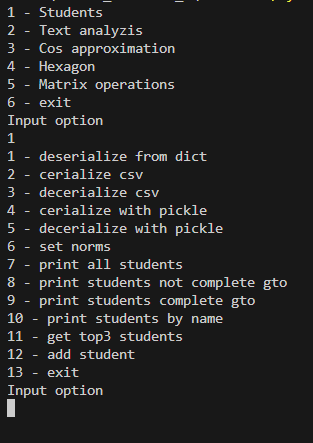 1 - Students
2 - Text analyzis
3 - Cos approximation
4 - Hexagon
5 - Matrix operations
6 - exit
Input option
1
1 - deserialize from dict
2 - cerialize csv
3 - decerialize csv
4 - cerialize with pickle
5 - decerialize with pickle
6 - set norms
7 - print all students
8 - print students not complete gto
9 - print students complete gto
10 - print students by name
11 - get top3 students
12 - add student
13 - exit
Input option